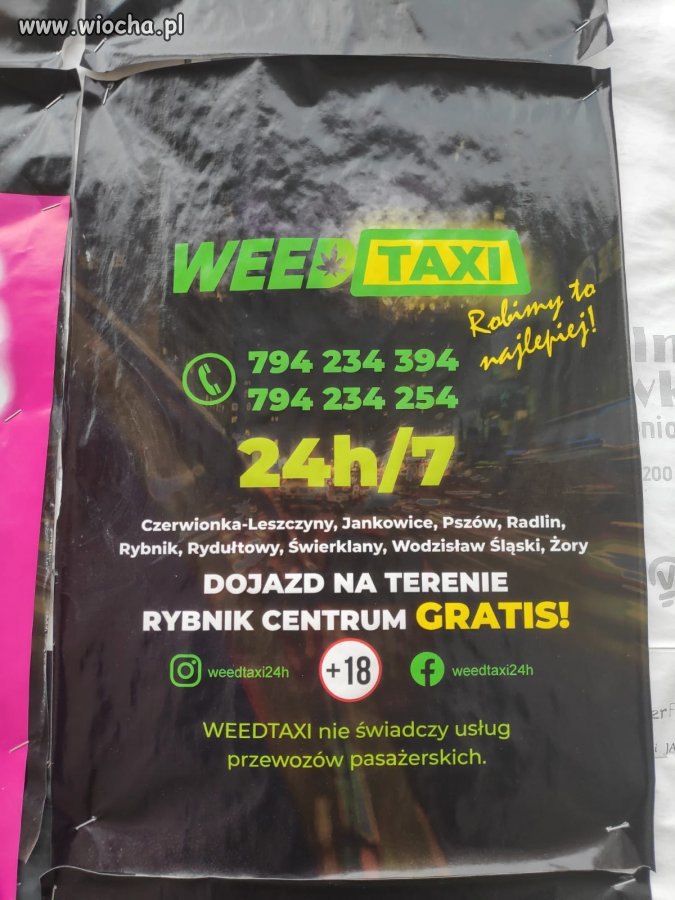 www.wiocha.pl
WEED TAXI
Robimy to
najlepiej!
794 234 394
794 234 254
24h/7
Czerwionka-Leszczyny, Jankowice, Pszów, Radlin,
Rybnik, Rydułtowy, Świerklany, Wodzisław Śląski, Żory
DOJAZD NA TERENIE
RYBNIK CENTRUM GRATIS!
weedtaxi24h
+18
weedtaxi24h
WEEDTAXI nie świadczy usług
przewozów pasażerskich.
200